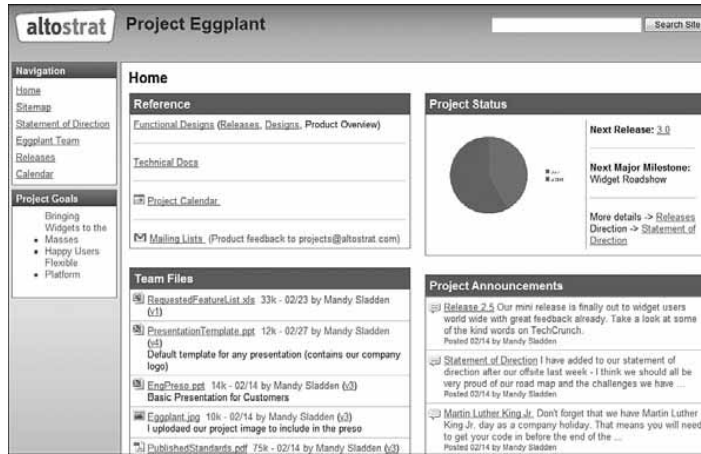 altostrat
Project Eggplant
Search Site
Navigation
Home
Sitemap
Statement of Direction
Eggplant Team
Releases
Calendar
Project Goals
Bringing
Widgets to the
Masses
Happy Users
Flexible
Platform
Home
Reference
Functional Designs (Releases, Designs, Product Overview)
Technical Docs
Project Calendar
Mailing Lists (Product feedback to projects@altostrat.com)
Team Files
RequestedFeatureList.xls 33k - 02/23 by Mandy Sladden
(v1)
PresentationTemplate.ppt 12k - 02/27 by Mandy Sladden
(v4)
Default template for any presentation (contains our company
logo)
EngPreso.ppt 14k - 02/14 by Mandy Sladden (v3)
Basic Presentation for Customers
Eggplant.jpg 10k - 02/14 by Mandy Sladden (v3)
I uplodaed our project image to include in the preso
PublishedStandards.pdf 75k - 02/14 by Mandy Sladden (v3)
Project Status
Next Release: 3.0
Next Major Milestone:
Widget Roadshow
More details -> Releases
Direction -> Statement of
Direction
Project Announcements
Release 2.5 Our mini release is finally out to widget users
world wide with great feedback already. Take a look at some
of the kind words on TechCrunch.
Posted 02/14 by Mandy Sladden
Statement of Direction I have added to our statement of
direction after our offsite last week - I think we should all be
very proud of our road map and the challenges we have ...
Posted 02/14 by Mandy Sladden
Martin Luther King Jr. Don't forget that we have Martin Luther
King Jr. day as a company holiday. That means you will need
to get your code in before the end of the ...
Posted 02/14 by Mandy Sladden